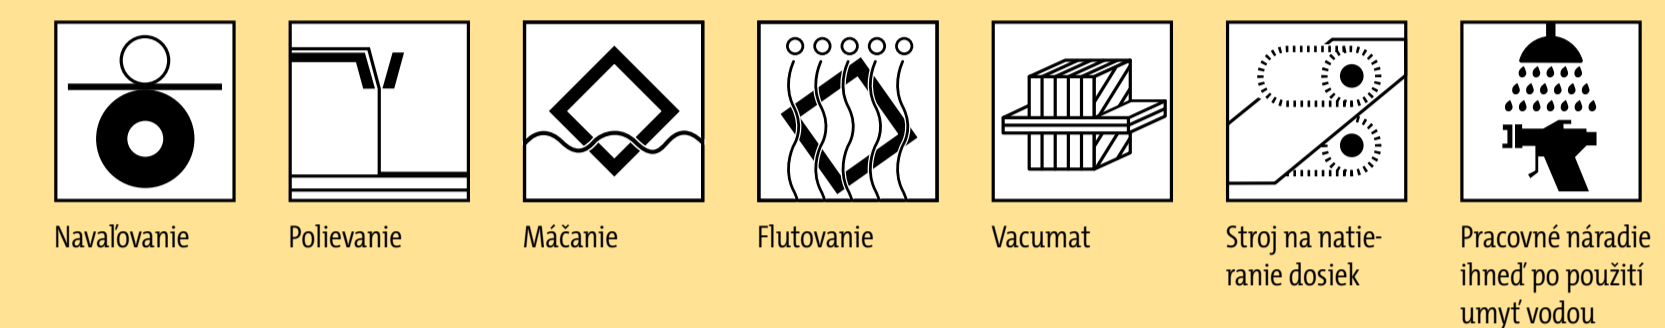 Navaľovanie
Polievanie
Máčanie
Flutovanie
Vacumat
Stroj na natie-
ranie dosiek
Pracovné náradie
ihneď po použití
umyť vodou